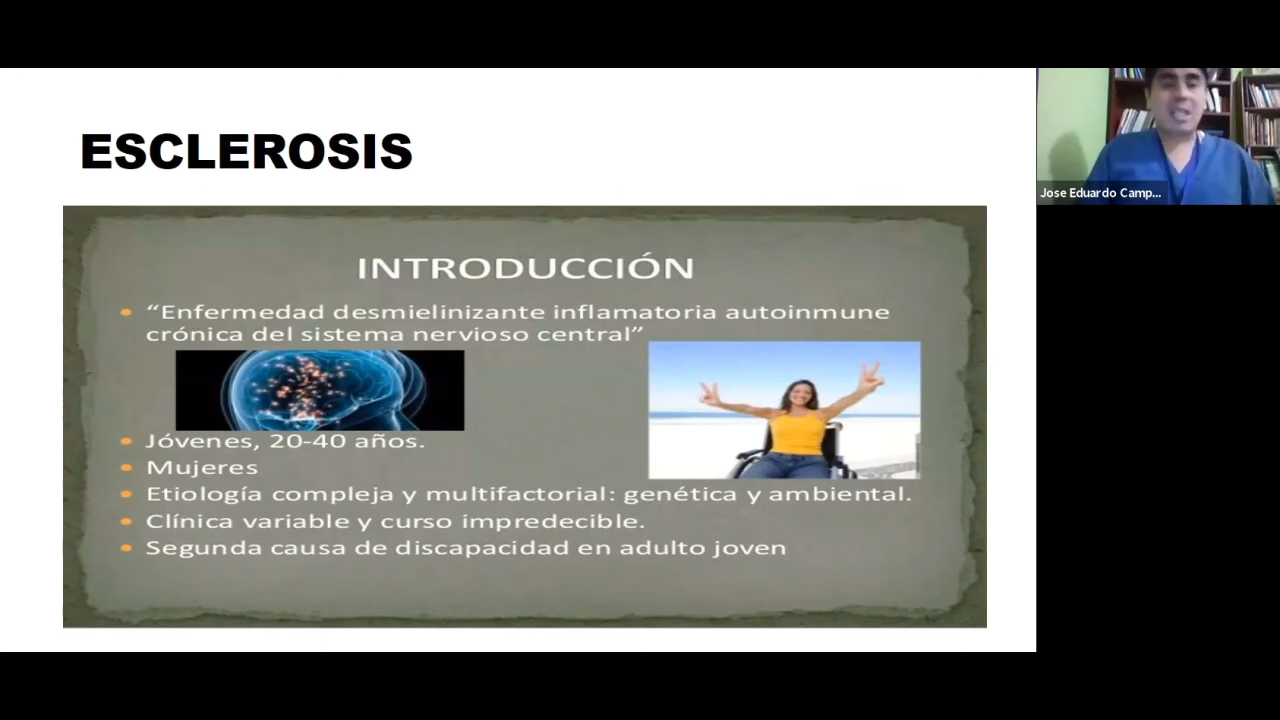 ESCLEROSIS
Jose Eduardo Camp...
INTRODUCCIÓN
• “Enfermedad desmielinizante inflamatoria autoinmune
crónica del sistema nervioso central”
• Jóvenes, 20-40 años.
• Mujeres
• Etiología compleja y multifactorial: genética y ambiental.
• Clínica variable y curso impredecible.
• Segunda causa de discapacidad en adulto joven